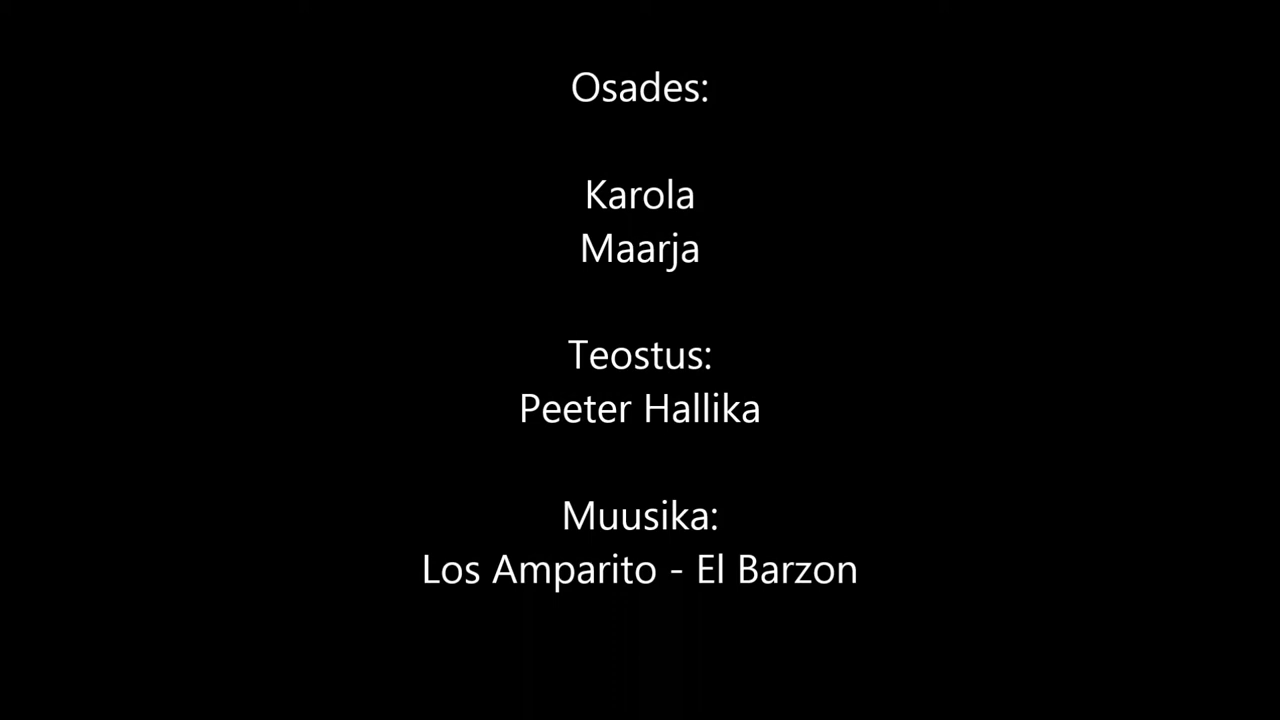 Osades:
Karola
Maarja
Teostus:
Peeter Hallika
Muusika:
Los Amparito - El Barzon